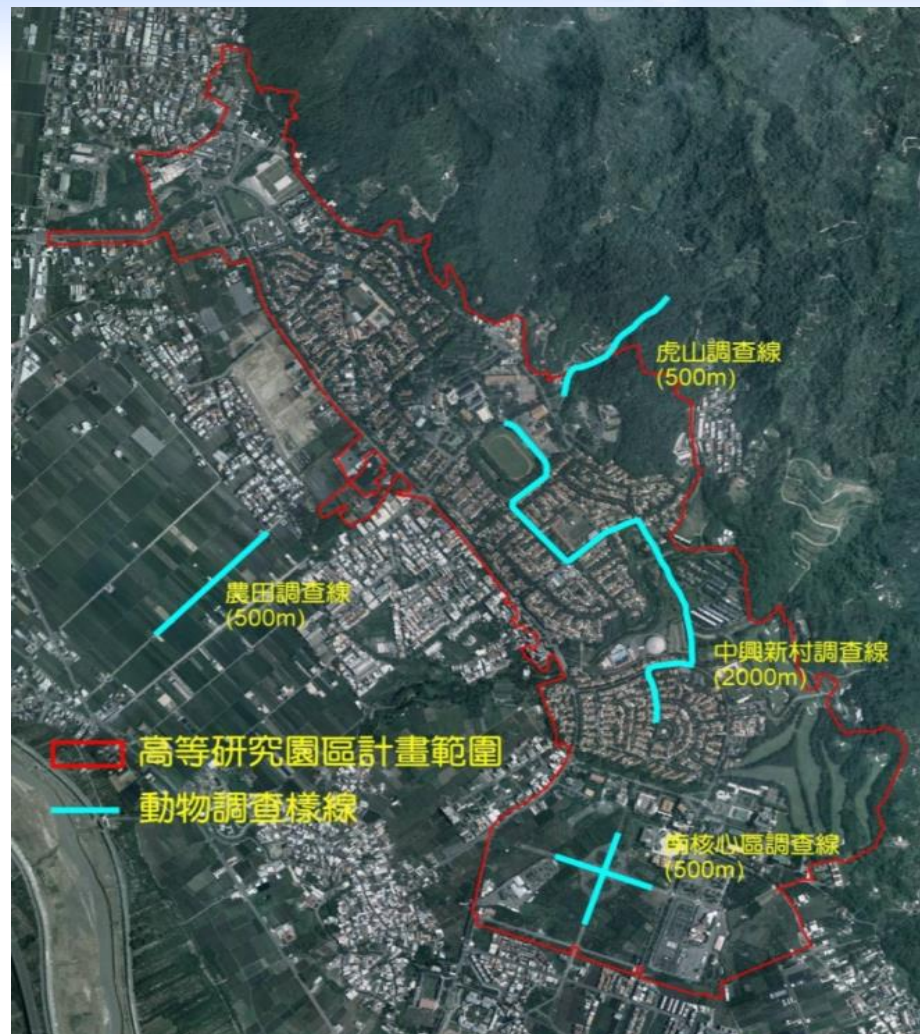 虎山調查線
(500m)
農田調查線
(500m)
中興新村調查線
(2000m)
高等研究園區計畫範圍
動物調查樣線
南核心區調查線
(500m)